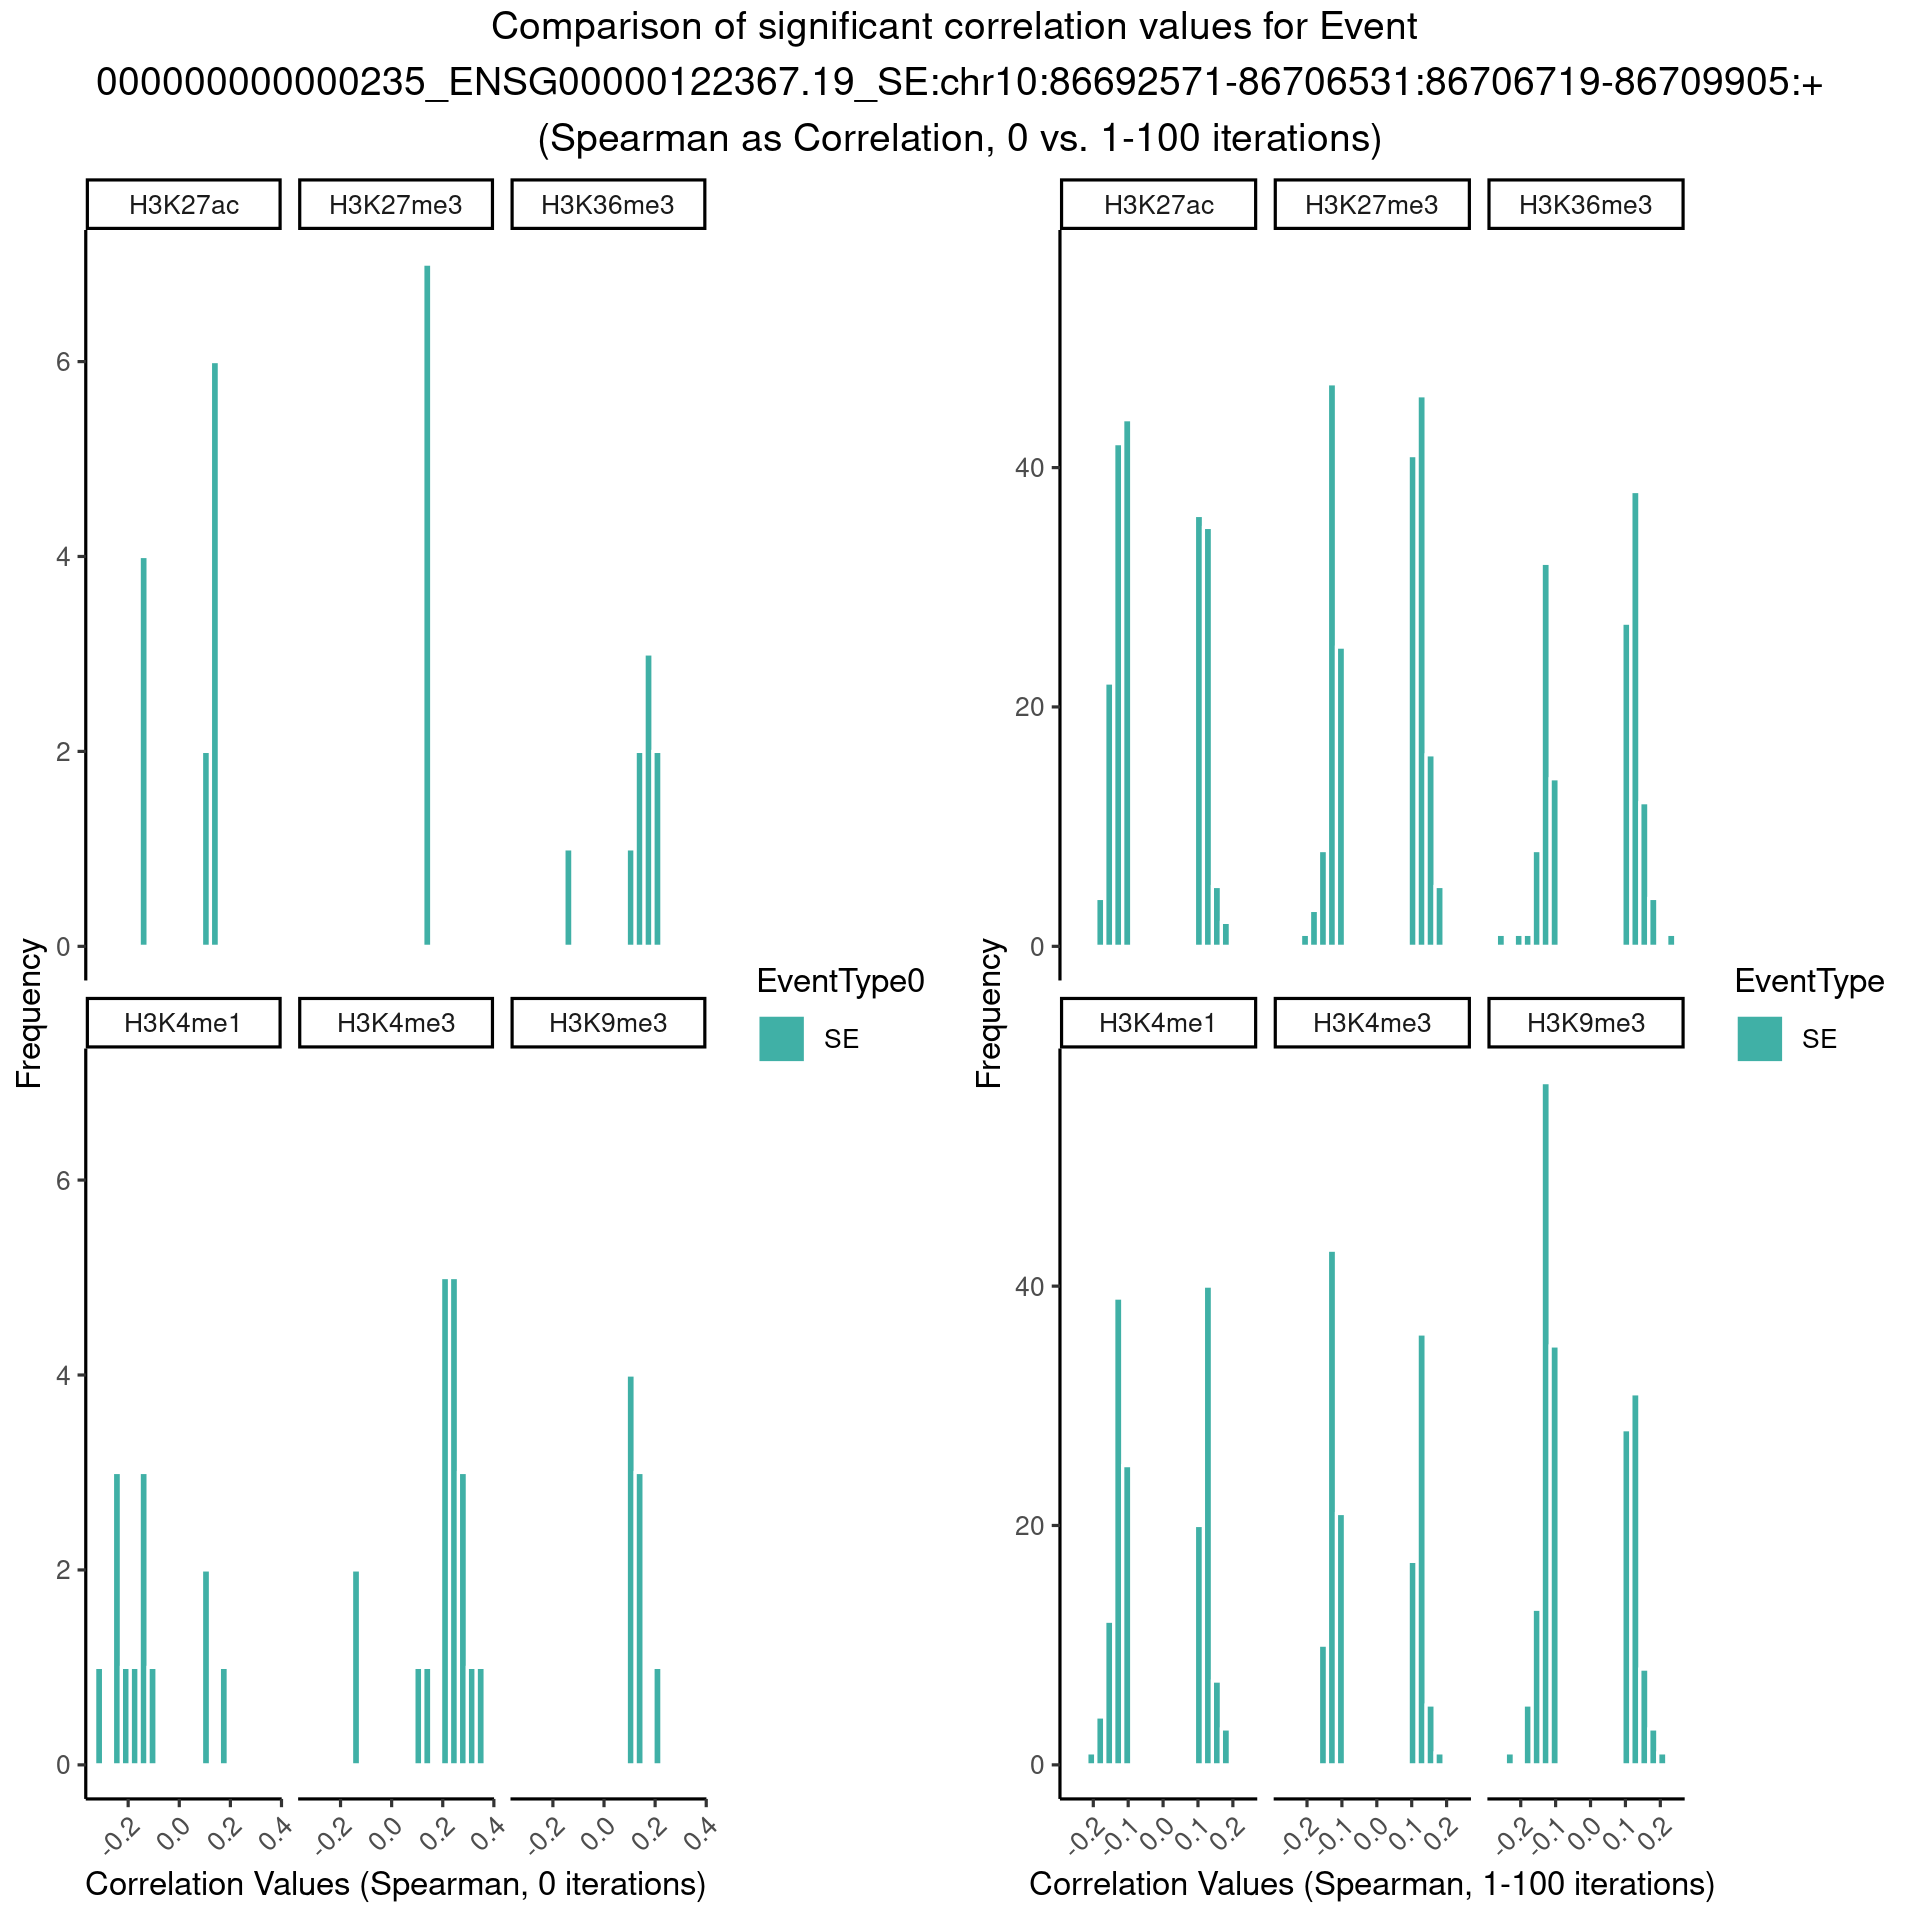 Comparison of significant correlation values for Event
000000000000235_ENSG00000122367.19_SE:chr10:86692571-86706531:86706719-86709905:+
(Spearman as Correlation, 0 vs. 1-100 iterations)
H3K27ac H3K27me3 H3K36me3
6
4
2
0
H3K4me1 H3K4me3 H3K9me3
6
4
2
0
-0.2 0.0 0.2 0.4 -0.2 0.0 0.2 0.4 -0.2 0.0 0.2 0.4
Frequency
Correlation Values (Spearman, 0 iterations)
EventType0
SE
H3K27ac H3K27me3 H3K36me3
40
20
0
H3K4me1 H3K4me3 H3K9me3
40
20
0
-0.2 -0.1 0.0 0.1 0.2 -0.2 -0.1 0.0 0.1 0.2 -0.2 -0.1 0.0 0.1 0.2
Frequency
Correlation Values (Spearman, 1-100 iterations)
EventType
SE